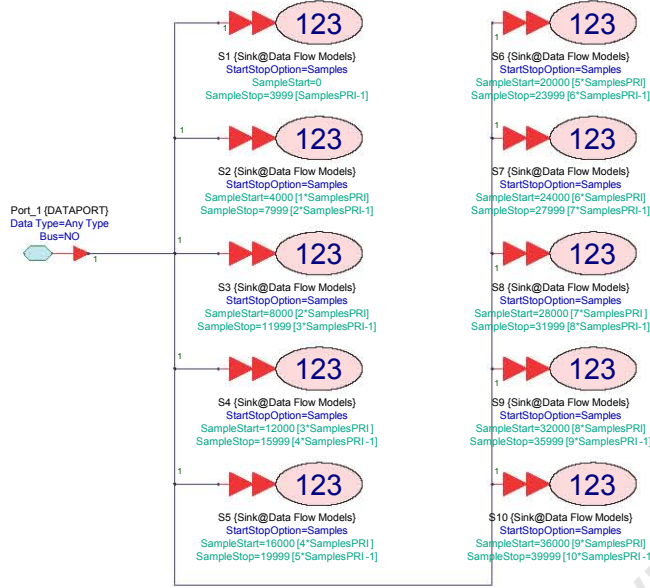 123
1
S1 {Sink@Data Flow Models}
StartStopOption=Samples
SampleStart=0
SampleStop=3999 [SamplesPRI-1]
123
1
S2 {Sink@Data Flow Models}
StartStopOption=Samples
SampleStart=4000 [1*SamplesPRI]
SampleStop=7999 [2*SamplesPRI-1]
Port_1 {DATAPORT}
Data Type=Any Type
Bus=NO
1
123
S3 {Sink@Data Flow Models}
StartStopOption=Samples
SampleStart=8000 [2*SamplesPRI]
SampleStop=11999 [3*SamplesPRI-1]
1
123
S4 {Sink@Data Flow Models}
StartStopOption=Samples
SampleStart=12000 [3*SamplesPRI]
SampleStop=15999 [4*SamplesPRI-1]
1
123
S5 {Sink@Data Flow Models}
StartStopOption=Samples
SampleStart=16000 [4*SamplesPRI]
SampleStop=19999 [5*SamplesPRI-1]
123
1
S6 {Sink@Data Flow Models}
StartStopOption=Samples
SampleStart=20000 [5*SamplesPRI]
SampleStop=23999 [6*SamplesPRI-1]
123
1
S7 {Sink@Data Flow Models}
StartStopOption=Samples
SampleStart=24000 [6*SamplesPRI]
SampleStop=27999 [7*SamplesPRI-1]
123
1
S8 {Sink@Data Flow Models}
StartStopOption=Samples
SampleStart=28000 [7*SamplesPRI]
SampleStop=31999 [8*SamplesPRI-1]
123
1
S9 {Sink@Data Flow Models}
StartStopOption=Samples
SampleStart=32000 [8*SamplesPRI]
SampleStop=35999 [9*SamplesPRI-1]
123
1
S10 {Sink@Data Flow Models}
StartStopOption=Samples
SampleStart=36000 [9*SamplesPRI]
SampleStop=39999 [10*SamplesPRI-1